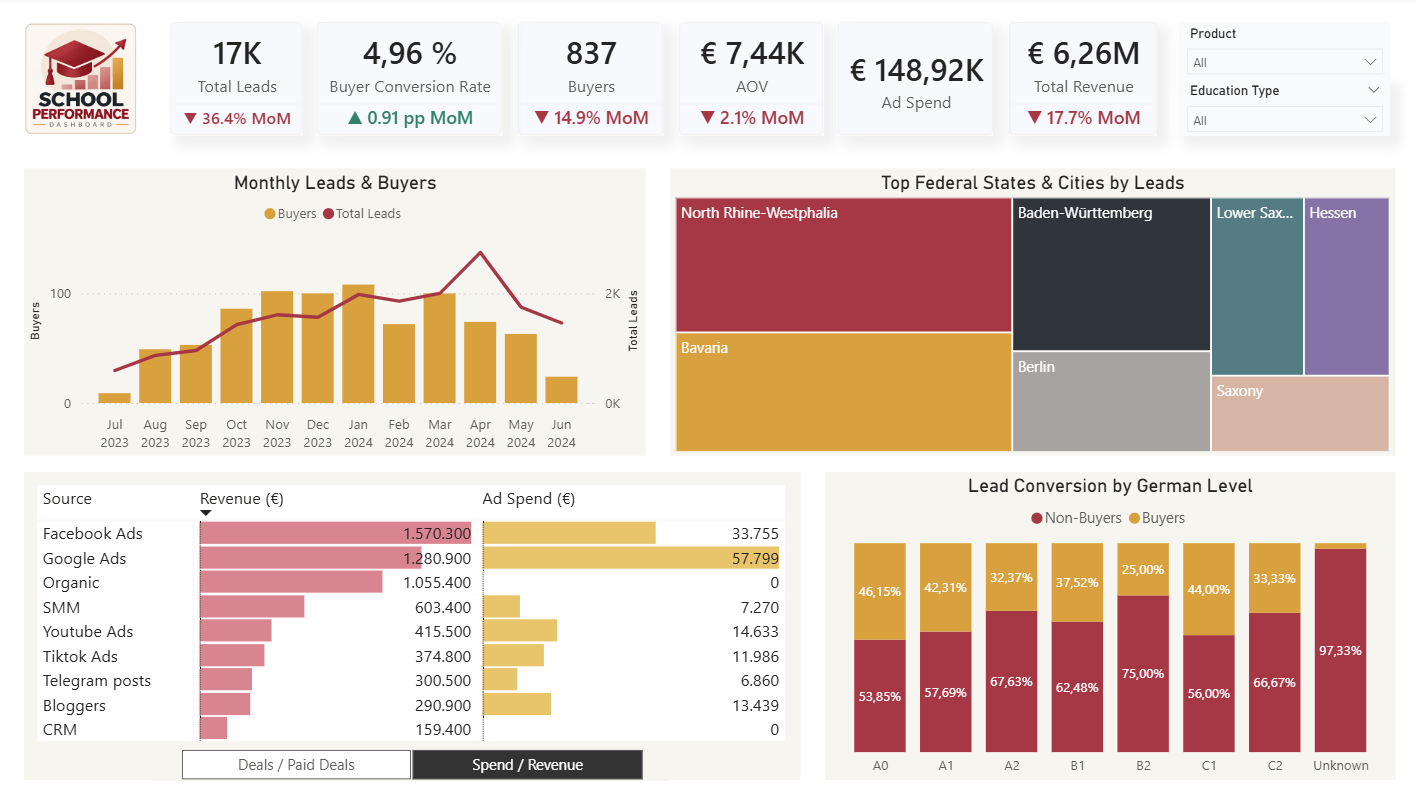 SCHOOL
PERFORMANCE
DASHBOARD
17K
Total Leads
▼ 36.4% MoM
4,96 %
Buyer Conversion Rate
▲ 0.91 pp MoM
837
Buyers
▼ 14.9% MoM
€ 7,44K
AOV
▼ 2.1% MoM
€ 148,92K
Ad Spend
€ 6,26M
Total Revenue
▼ 17.7% MoM
Product
All
Education Type
All
Monthly Leads & Buyers
Buyers Total Leads
Buyers
100
0
2K
0K
Total Leads
Jul Aug Sep Oct Nov Dec Jan Feb Mar Apr May Jun
2023 2023 2023 2023 2023 2023 2024 2024 2024 2024 2024 2024
Top Federal States & Cities by Leads
North Rhine-Westphalia
Bavaria
Baden-Württemberg
Berlin
Lower Sax...
Hessen
Saxony
Source Revenue (€) Ad Spend (€)
Facebook Ads 1.570.300 33.755
Google Ads 1.280.900 57.799
Organic 1.055.400 0
SMM 603.400 7.270
Youtube Ads 415.500 14.633
Tiktok Ads 374.800 11.986
Telegram posts 300.500 6.860
Bloggers 290.900 13.439
CRM 159.400 0
Deals / Paid Deals
Spend / Revenue
Lead Conversion by German Level
Non-Buyers Buyers
46,15% 42,31% 32,37% 37,52% 25,00% 44,00% 33,33%
53,85% 57,69% 67,63% 62,48% 75,00% 56,00% 66,67% 97,33%
A0 A1 A2 B1 B2 C1 C2 Unknown